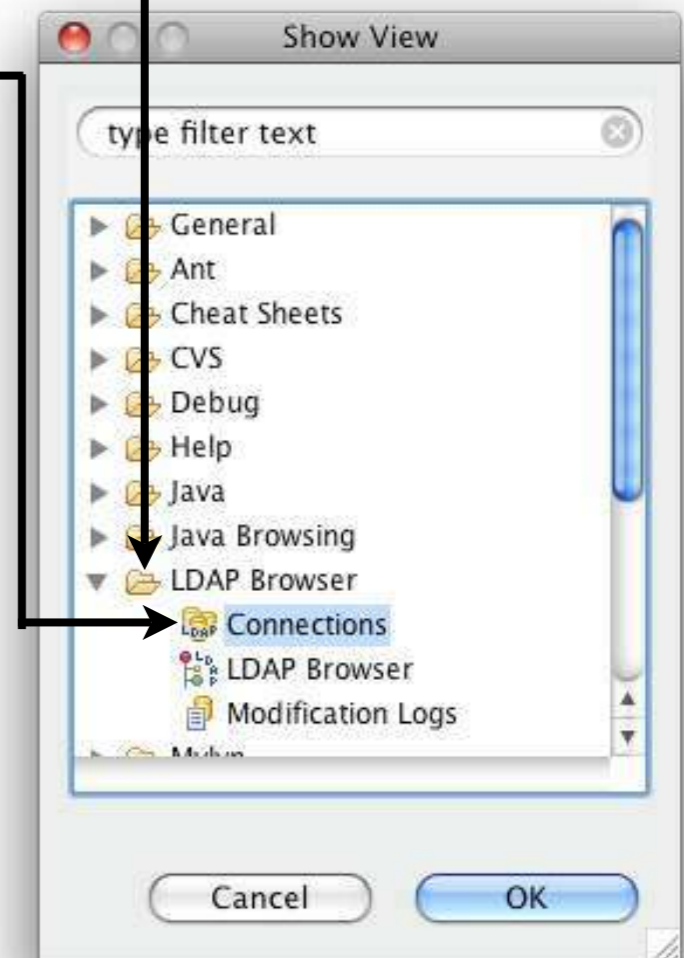 Show View
type filter text
General
Ant
Cheat Sheets
CVS
Debug
Help
Java
Java Browsing
LDAP Browser
Connections
LDAP Browser
Modification Logs
Cancel
OK